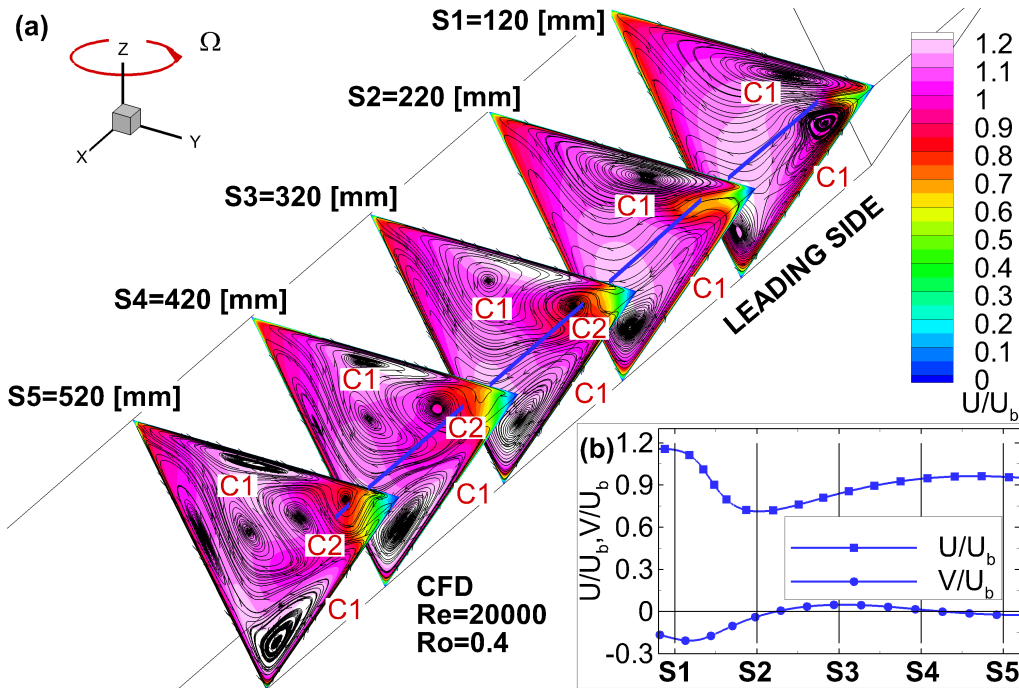 (a)
Ω
Z
X
Y
S1=120 [mm]
S2=220 [mm]
S3=320 [mm]
S4=420 [mm]
S5=520 [mm]
C1
C1
C1
C1
C1
C2
C1
C1
C2
C1
C1
C2
C1
LEADING SIDE
CFD
Re=20000
Ro=0.4
1.2
1.1
1
0.9
0.8
0.7
0.6
0.5
0.4
0.3
0.2
0.1
0
U/U_b
(b)
U/U_b, V/U_b
1.2
0.9
0.6
0.3
0
-0.3
U/U_b
V/U_b
S1
S2
S3
S4
S5